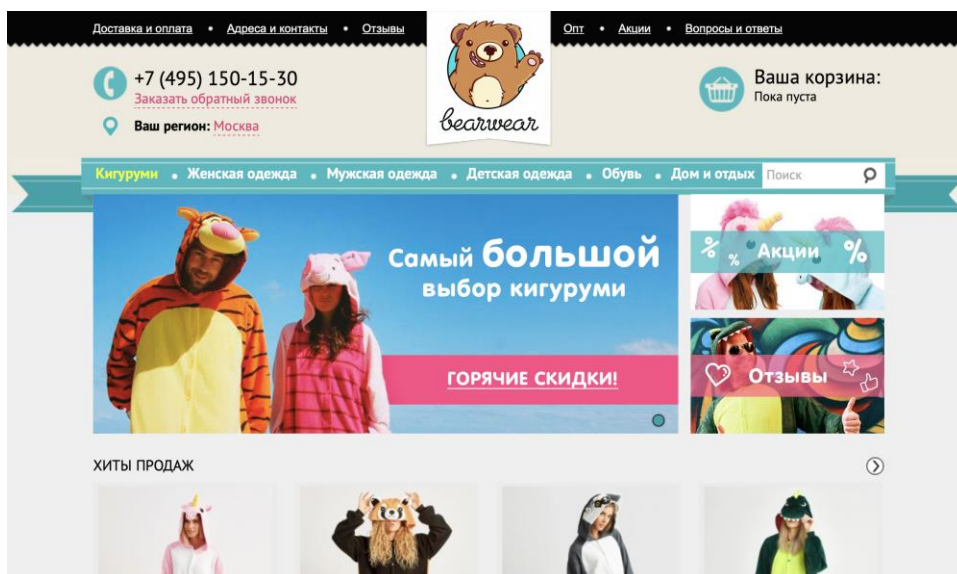 Доставка и оплата • Адреса и контакты • Отзывы
Опт • Акции • Вопросы и ответы
+7 (495) 150-15-30
Заказать обратный звонок
Ваш регион: Москва
bearwear
Ваша корзина:
Пока пуста
Кигуруми • Женская одежда • Мужская одежда • Детская одежда • Обувь • Дом и отдых
Поиск
Самый большой
выбор кигуруми
ГОРЯЧИЕ СКИДКИ!
% % Акции %
Отзывы
ХИТЫ ПРОДАЖ